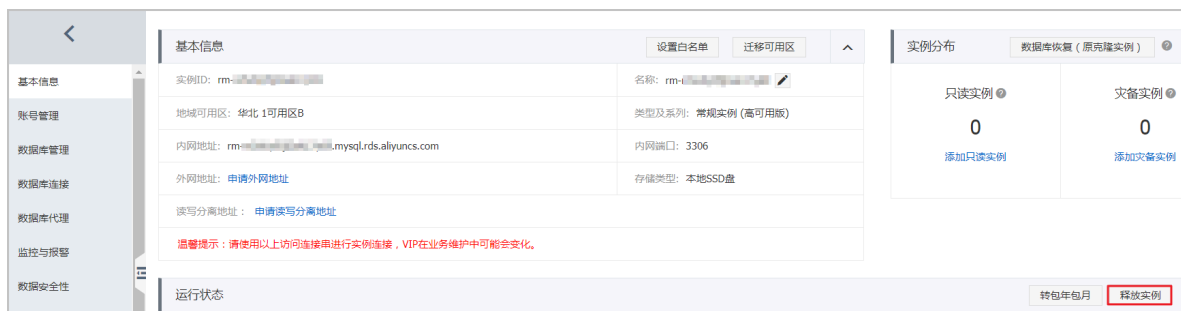 基本信息
账号管理
数据库管理
数据库连接
数据库代理
监控与报警
数据安全性
基本信息
设置白名单
迁移可用区
实例ID: rm-
名称: rm-
地域可用区: 华北 1可用区B
类型及系列: 常规实例 (高可用版)
内网地址: rm- .mysql.rds.aliyuncs.com
内网端口: 3306
外网地址: 申请外网地址
存储类型: 本地SSD盘
读写分离地址： 申请读写分离地址
温馨提示：请使用以上访问连接串进行实例连接，VIP在业务维护中可能会变化。
运行状态
转包年包月
释放实例
实例分布
数据库恢复（原克隆实例）
只读实例
0
添加只读实例
灾备实例
0
添加灾备实例